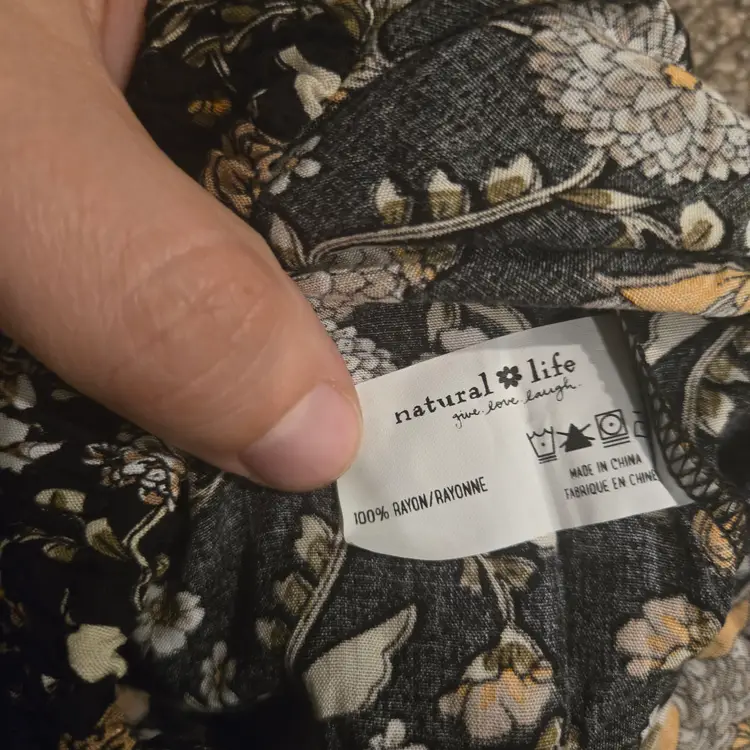 natural life
give. love. laugh.
100% RAYON/RAYONNE
MADE IN CHINA
FABRIQUE EN CHINE